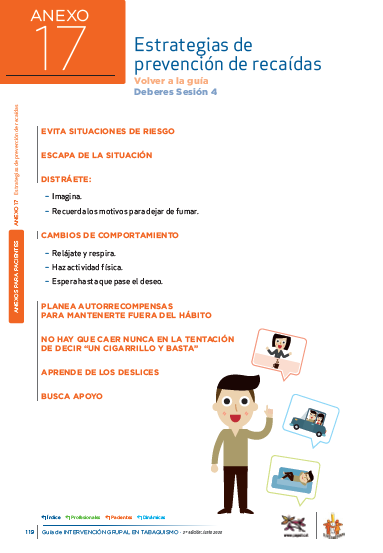 ANEXO
17
Estrategias de
prevención de recaídas
Volver a la guía
Deberes Sesión 4
EVITA SITUACIONES DE RIESGO
ESCAPA DE LA SITUACIÓN
DISTRÁETE:
– Imagina.
– Recuerda los motivos para dejar de fumar.
CAMBIOS DE COMPORTAMIENTO
– Relájate y respira.
– Haz actividad física.
– Espera hasta que pase el deseo.
PLANEA AUTORRECOMPENSAS
PARA MANTENERTE FUERA DEL HÁBITO
NO HAY QUE CAER NUNCA EN LA TENTACIÓN
DE DECIR “UN CIGARRILLO Y BASTA”
APRENDE DE LOS DESLICES
BUSCA APOYO
ANEXOS PARA PACIENTES ANEXO 17 Estrategias de prevención de recaídas
Índice Profesionales Pacientes Dinámicas
119 Guía de INTERVENCIÓN GRUPAL EN TABAQUISMO - 2ª edición: Junio 2020